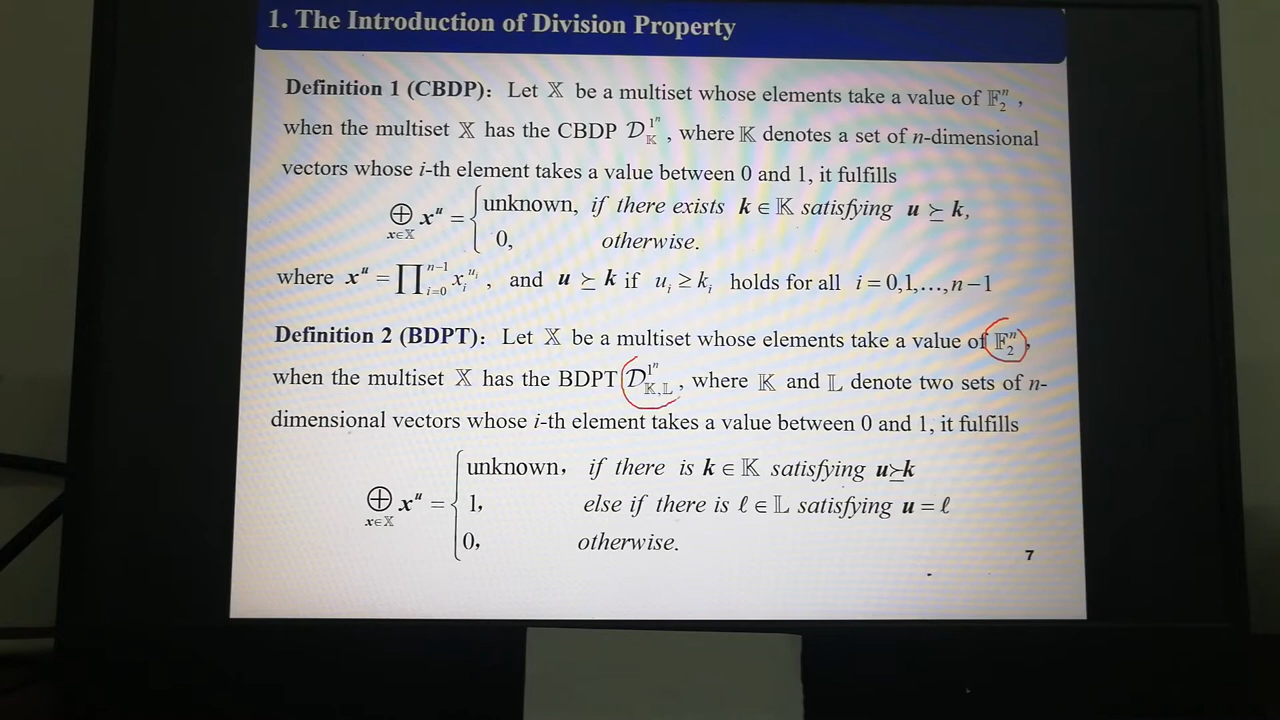 1. The Introduction of Division Property
Definition 1 (CBDP): Let 𝕏 be a multiset whose elements take a value of 𝔽₂ⁿ ,
when the multiset 𝕏 has the CBDP 𝒟_𝕂^{1ⁿ} , where 𝕂 denotes a set of n-dimensional
vectors whose i-th element takes a value between 0 and 1, it fulfills
⊕_{x∈𝕏} x^u = { unknown, if there exists k ∈ 𝕂 satisfying u ⪰ k,
0, otherwise.
where x^u = ∏_{i=0}^{n−1} x_i^{u_i} , and u ⪰ k if u_i ≥ k_i holds for all i = 0,1,…,n−1
Definition 2 (BDPT): Let 𝕏 be a multiset whose elements take a value of 𝔽₂ⁿ ,
when the multiset 𝕏 has the BDPT 𝒟_{𝕂,𝕃}^{1ⁿ} , where 𝕂 and 𝕃 denote two sets of n-
dimensional vectors whose i-th element takes a value between 0 and 1, it fulfills
⊕_{x∈𝕏} x^u = { unknown, if there is k ∈ 𝕂 satisfying u⪰k
1, else if there is ℓ ∈ 𝕃 satisfying u = ℓ
0, otherwise.
7